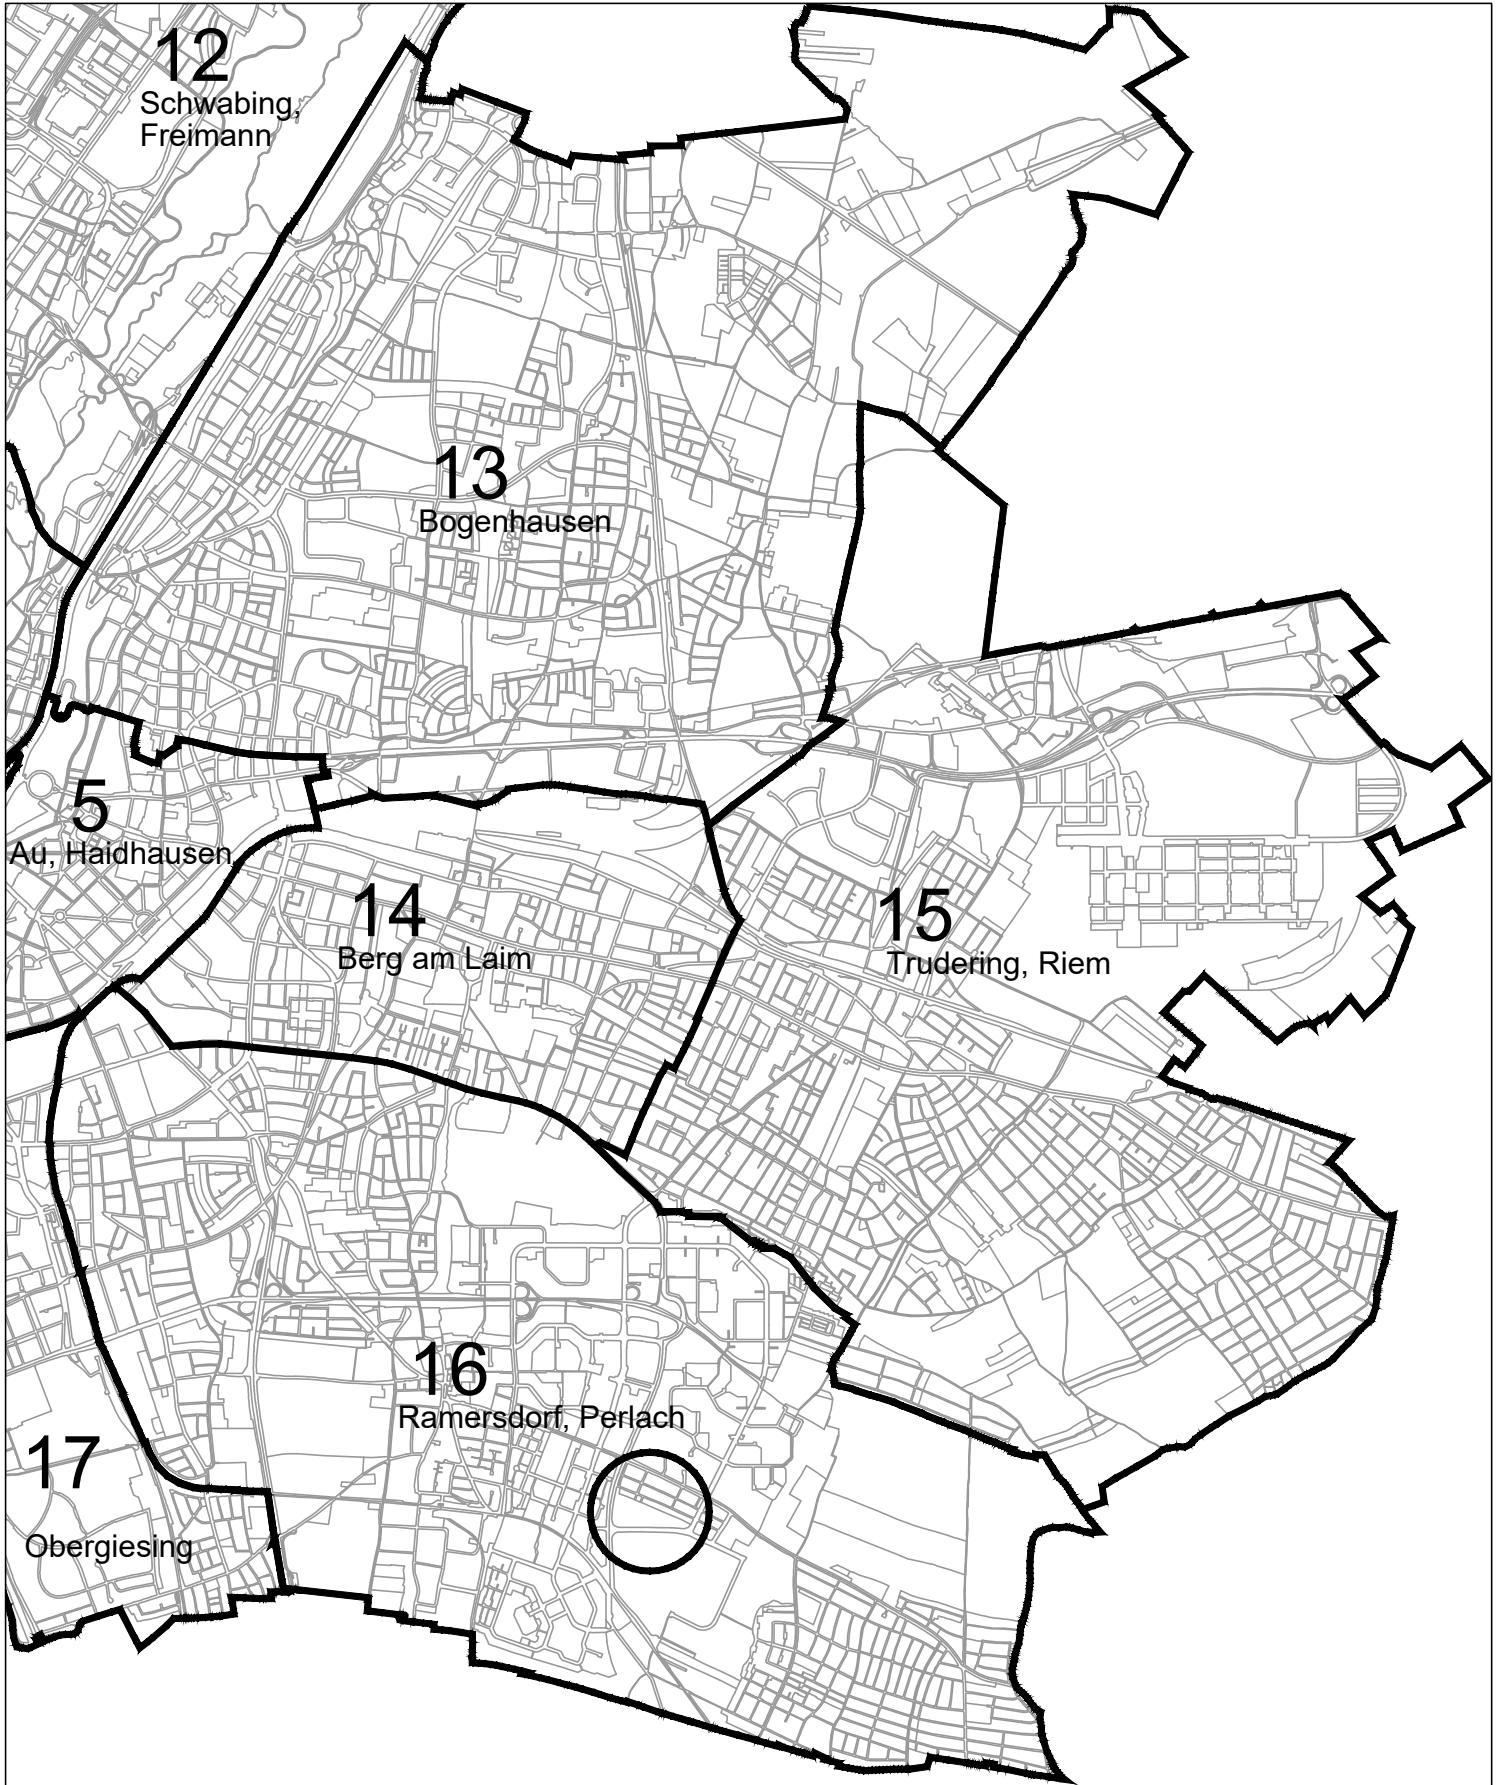 12
Schwabing,
Freimann
13
Bogenhausen
5
Au, Haidhausen
14
Berg am Laim
15
Trudering, Riem
16
Ramersdorf, Perlach
17
Obergiesing